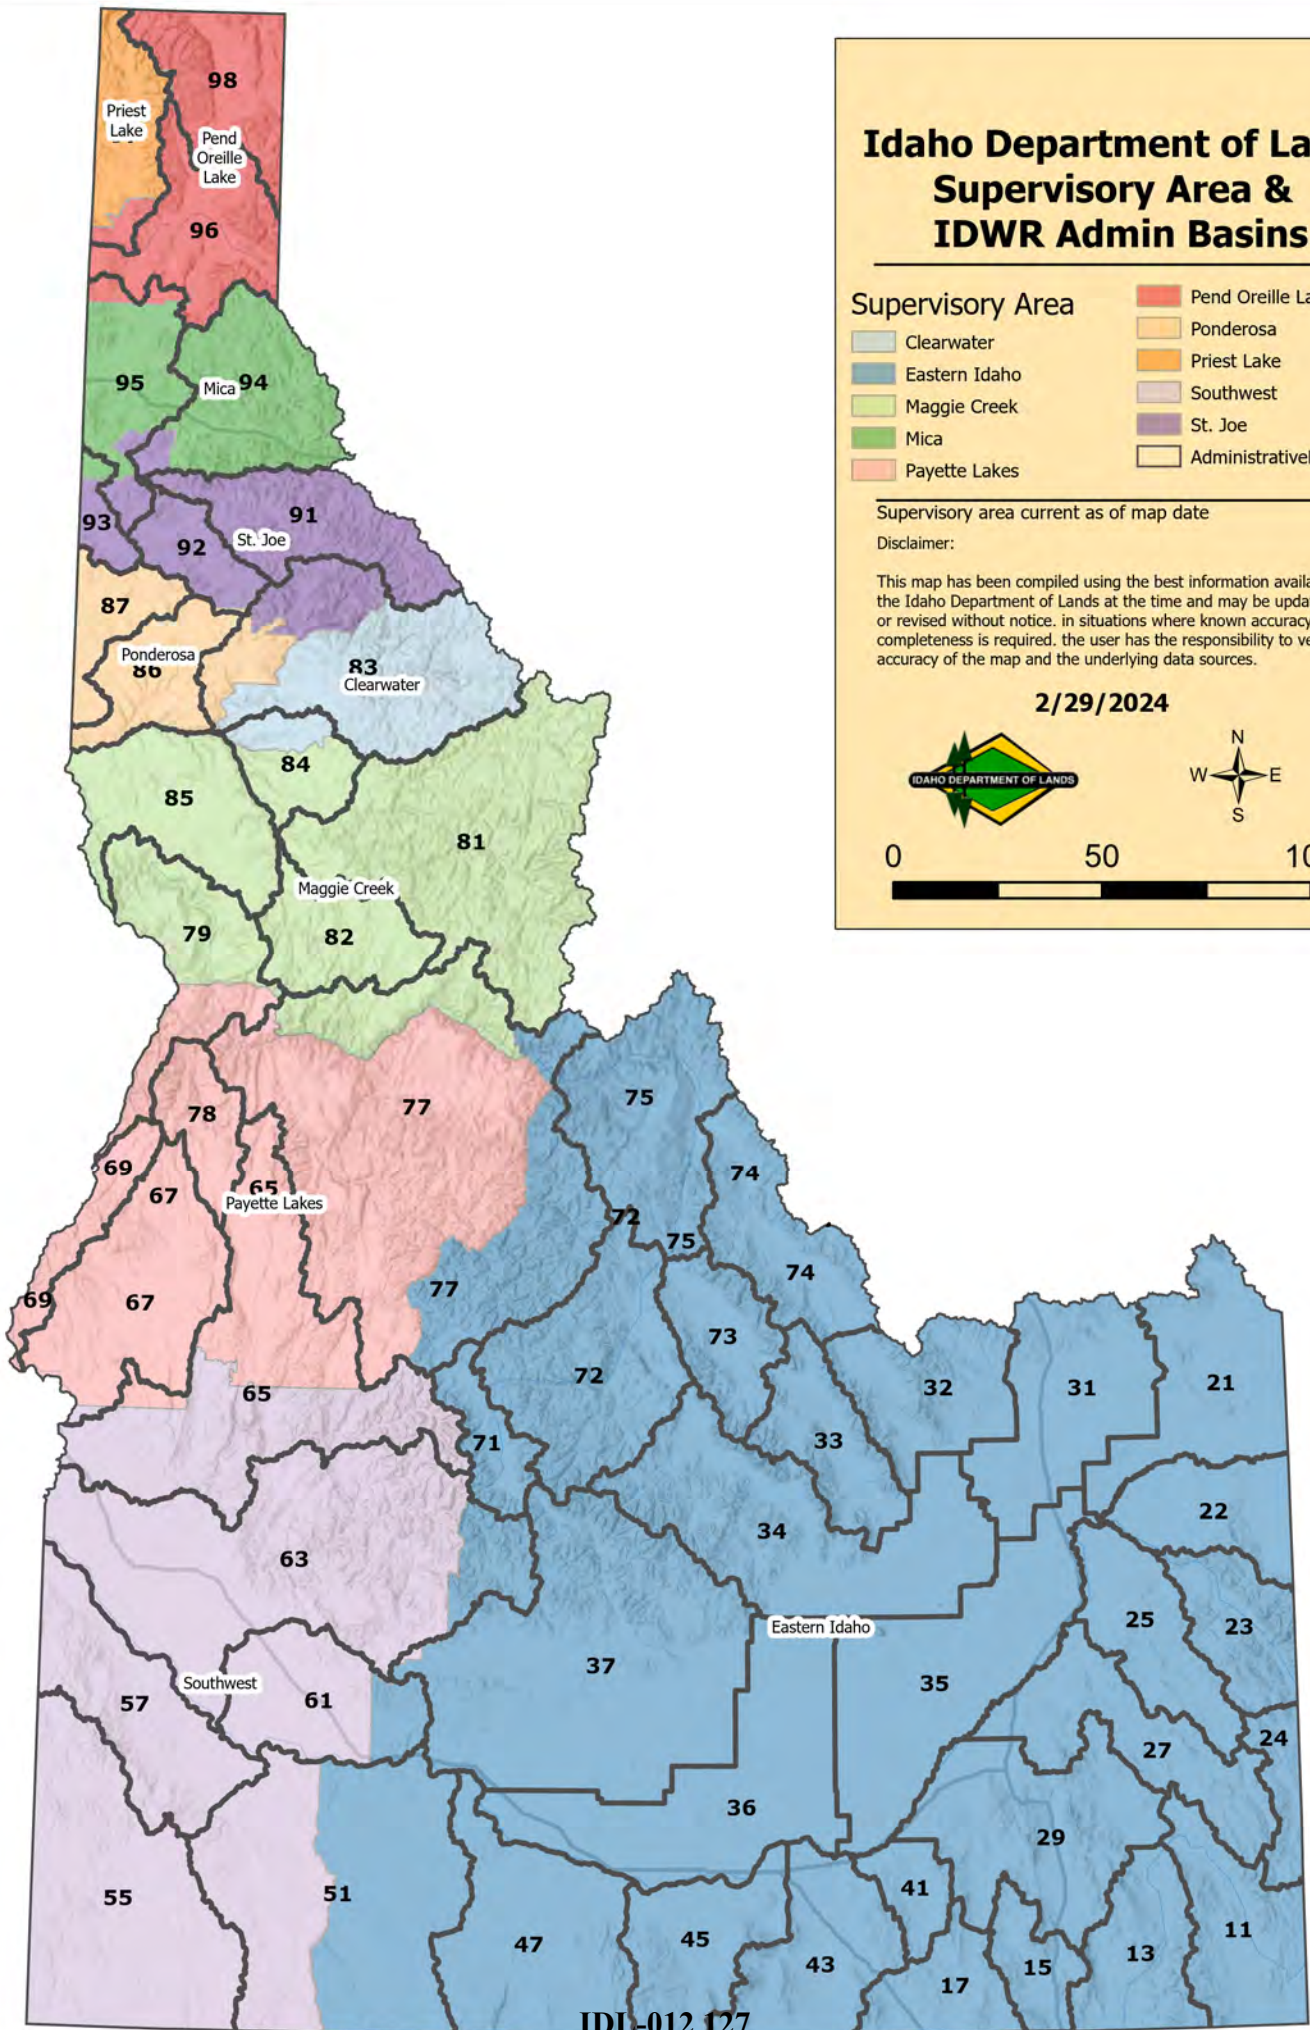 98
Priest
Lake
Pend
Oreille
Lake
96
95
Mica
94
91
93
92
St. Joe
87
Ponderosa
86
83
Clearwater
84
85
81
Maggie Creek
79
82
77
75
78
74
69
67
65
Payette Lakes
72
75
74
77
69
67
73
72
65
32
31
21
71
33
22
34
63
25
23
Eastern Idaho
37
35
Southwest
57
61
24
27
36
29
55
51
41
47
45
43
11
13
15
17
IDL-012 127
Idaho Department of La
Supervisory Area &
IDWR Admin Basins
Supervisory Area
Clearwater
Eastern Idaho
Maggie Creek
Mica
Payette Lakes
Pend Oreille La
Ponderosa
Priest Lake
Southwest
St. Joe
Administrative
Supervisory area current as of map date
Disclaimer:
This map has been compiled using the best information availa
the Idaho Department of Lands at the time and may be upda
or revised without notice. in situations where known accuracy
completeness is required. the user has the responsibility to ve
accuracy of the map and the underlying data sources.
2/29/2024
IDAHO DEPARTMENT OF LANDS
N
W E
S
0 50 10